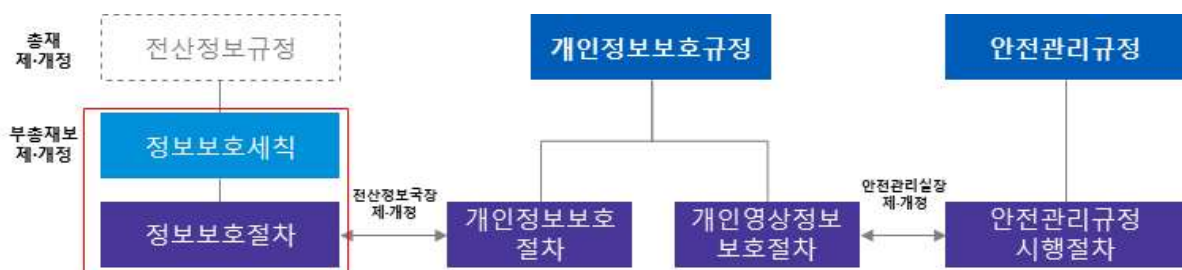 총재
제·개정
전산정보규정
개인정보보호규정
안전관리규정
부총재보
제·개정
정보보호세칙
전산정보국장
제·개정
안전관리실장
제·개정
정보보호절차
개인정보보호
절차
개인영상정보
보호절차
안전관리규정
시행절차